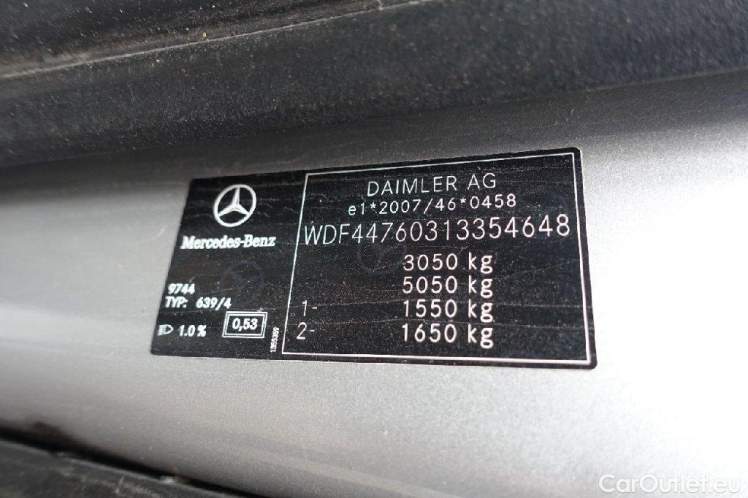 Mercedes-Benz
9744
TYP: 639/4
1.0 %
0,53
DAIMLER AG
e1*2007/46*0458
WDF44760313354648
3050 kg
5050 kg
1- 1550 kg
2- 1650 kg
CarOutlet.eu